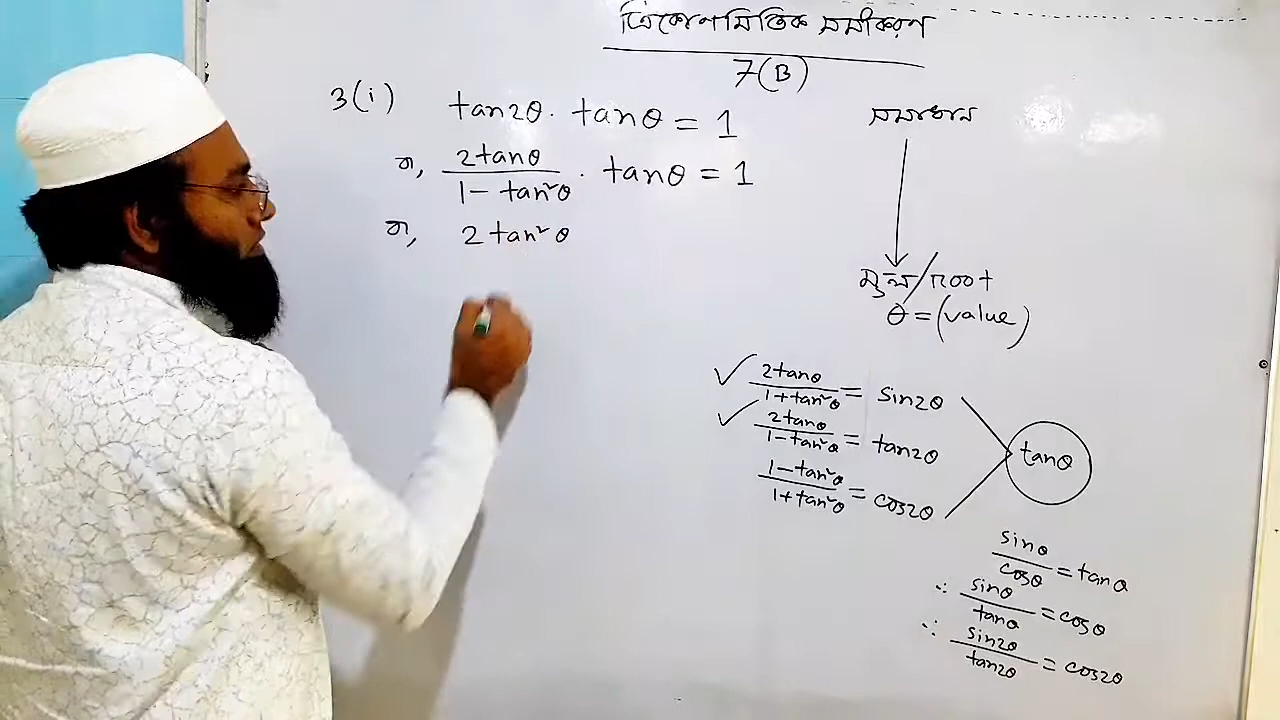 ত্রিকোণমিতিক সমীকরণ
7(B)
3(i) tan2θ. tanθ = 1
বা, 2tanθ / 1- tan²θ . tanθ = 1
বা, 2 tan²θ
সমাধান
মূল/root
θ = (value)
✓ 2tanθ / 1+tan²θ = sin2θ
✓ 2tanθ / 1-tan²θ = tan2θ
1-tan²θ / 1+tan²θ = cos2θ
tanθ
sinθ / cosθ = tanθ
∴ sinθ / tanθ = cosθ
∴ sin2θ / tan2θ = cos2θ